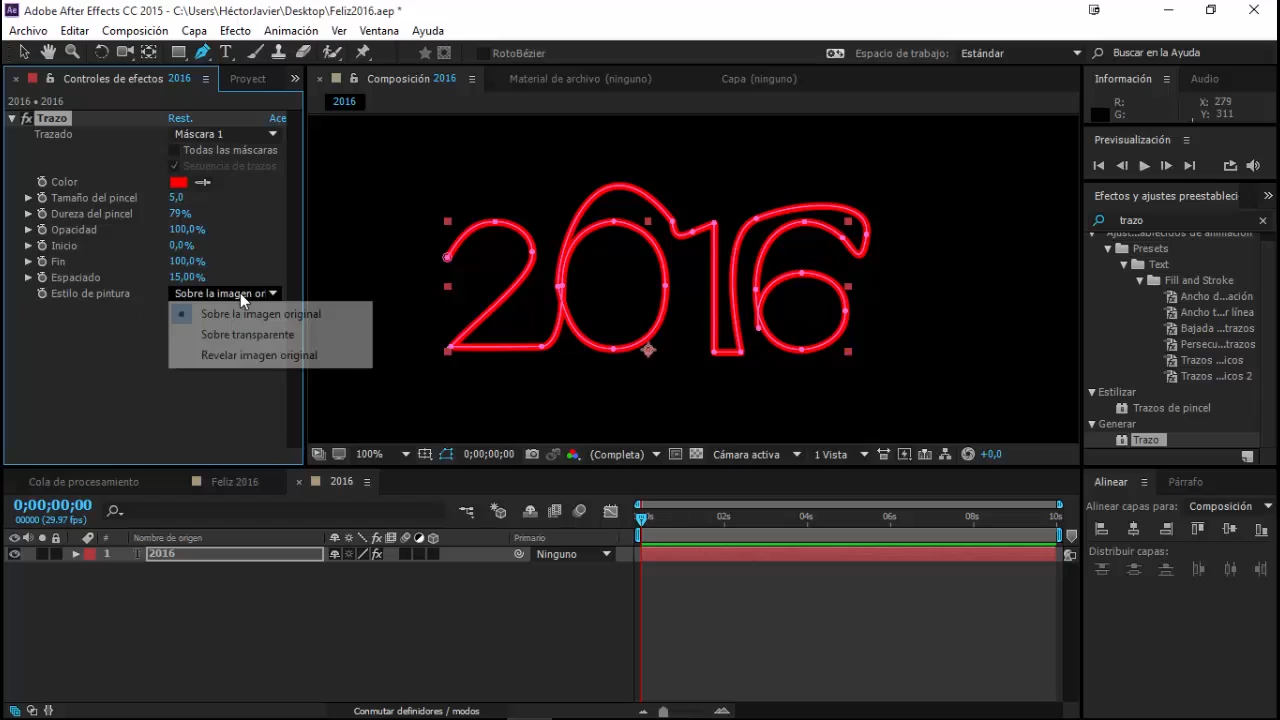 Ae Adobe After Effects CC 2015 - C:\Users\HéctorJavier\Desktop\Feliz2016.aep *
Archivo Editar Composición Capa Efecto Animación Ver Ventana Ayuda
RotoBézier Espacio de trabajo: Estándar Buscar en la Ayuda
Controles de efectos 2016 Project Composición 2016 Material de archivo (ninguno) Capa (ninguno) Información Audio
2016 • 2016 2016 R: X: 279
G: Y: 311
fx Trazo Rest. Ace
Trazado Máscara 1 Previsualización
Todas las máscaras
Secuencia de trazos
Color Efectos y ajustes preestableci
Tamaño del pincel 5,0
Dureza del pincel 79% trazo
Opacidad 100,0%
Inicio 0,0% Presets
Fin 100,0% Text
Espaciado 15,00% Fill and Stroke
Estilo de pintura Sobre la imagen or Ancho d...ación
Sobre la imagen original Ancho t...r línea
Sobre transparente Bajada ...trazos
Revelar imagen original Persecu...trazos
Trazos ...icos
Trazos ...icos 2
Estilizar
Trazos de pincel
Generar
Trazo
2016
100% 0;00;00;00 (Completa) Cámara activa 1 Vista +0,0
Cola de procesamiento Feliz 2016 2016 Alinear Párrafo
0;00;00;00
00000 (29.97 fps) 02s 04s 06s 08s 10s Alinear capas para: Composición
# Nombre de origen Primario
1 T 2016 fx Ninguno Distribuir capas:
Conmutar definidores / modos